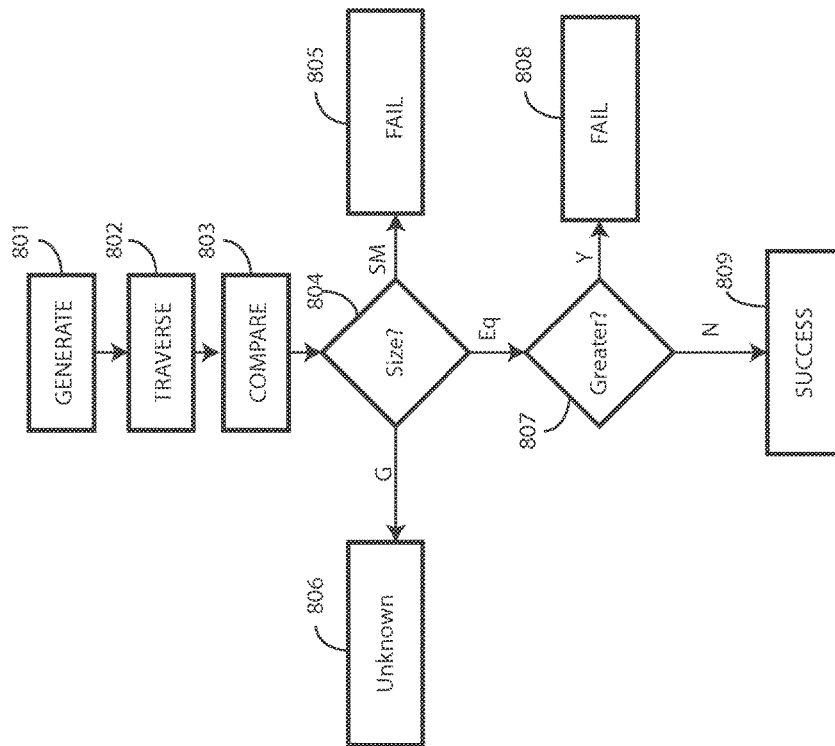 801
GENERATE
802
TRAVERSE
803
COMPARE
804
Size?
SM
805
FAIL
G
806
Unknown
Eq
807
Greater?
Y
808
FAIL
N
809
SUCCESS